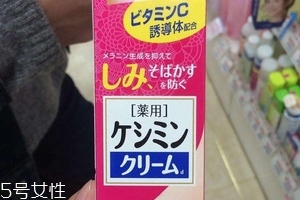 ビタミンC
誘導体配合
メラニン生成を抑えて
しみ、そばかす
を防ぐ
[薬用]
ケシミン
クリームd
5号女性